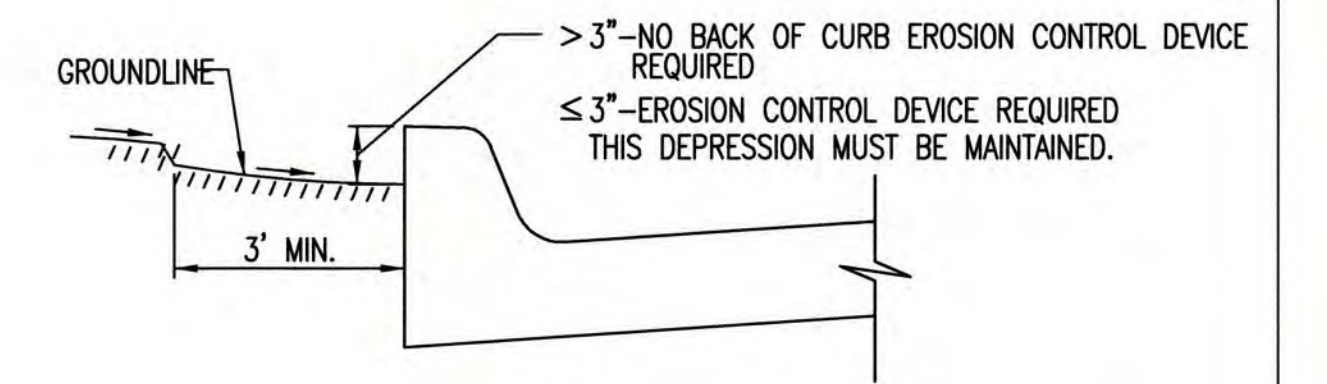 > 3"-NO BACK OF CURB EROSION CONTROL DEVICE
REQUIRED
GROUNDLINE
≤ 3"-EROSION CONTROL DEVICE REQUIRED
THIS DEPRESSION MUST BE MAINTAINED.
3' MIN.